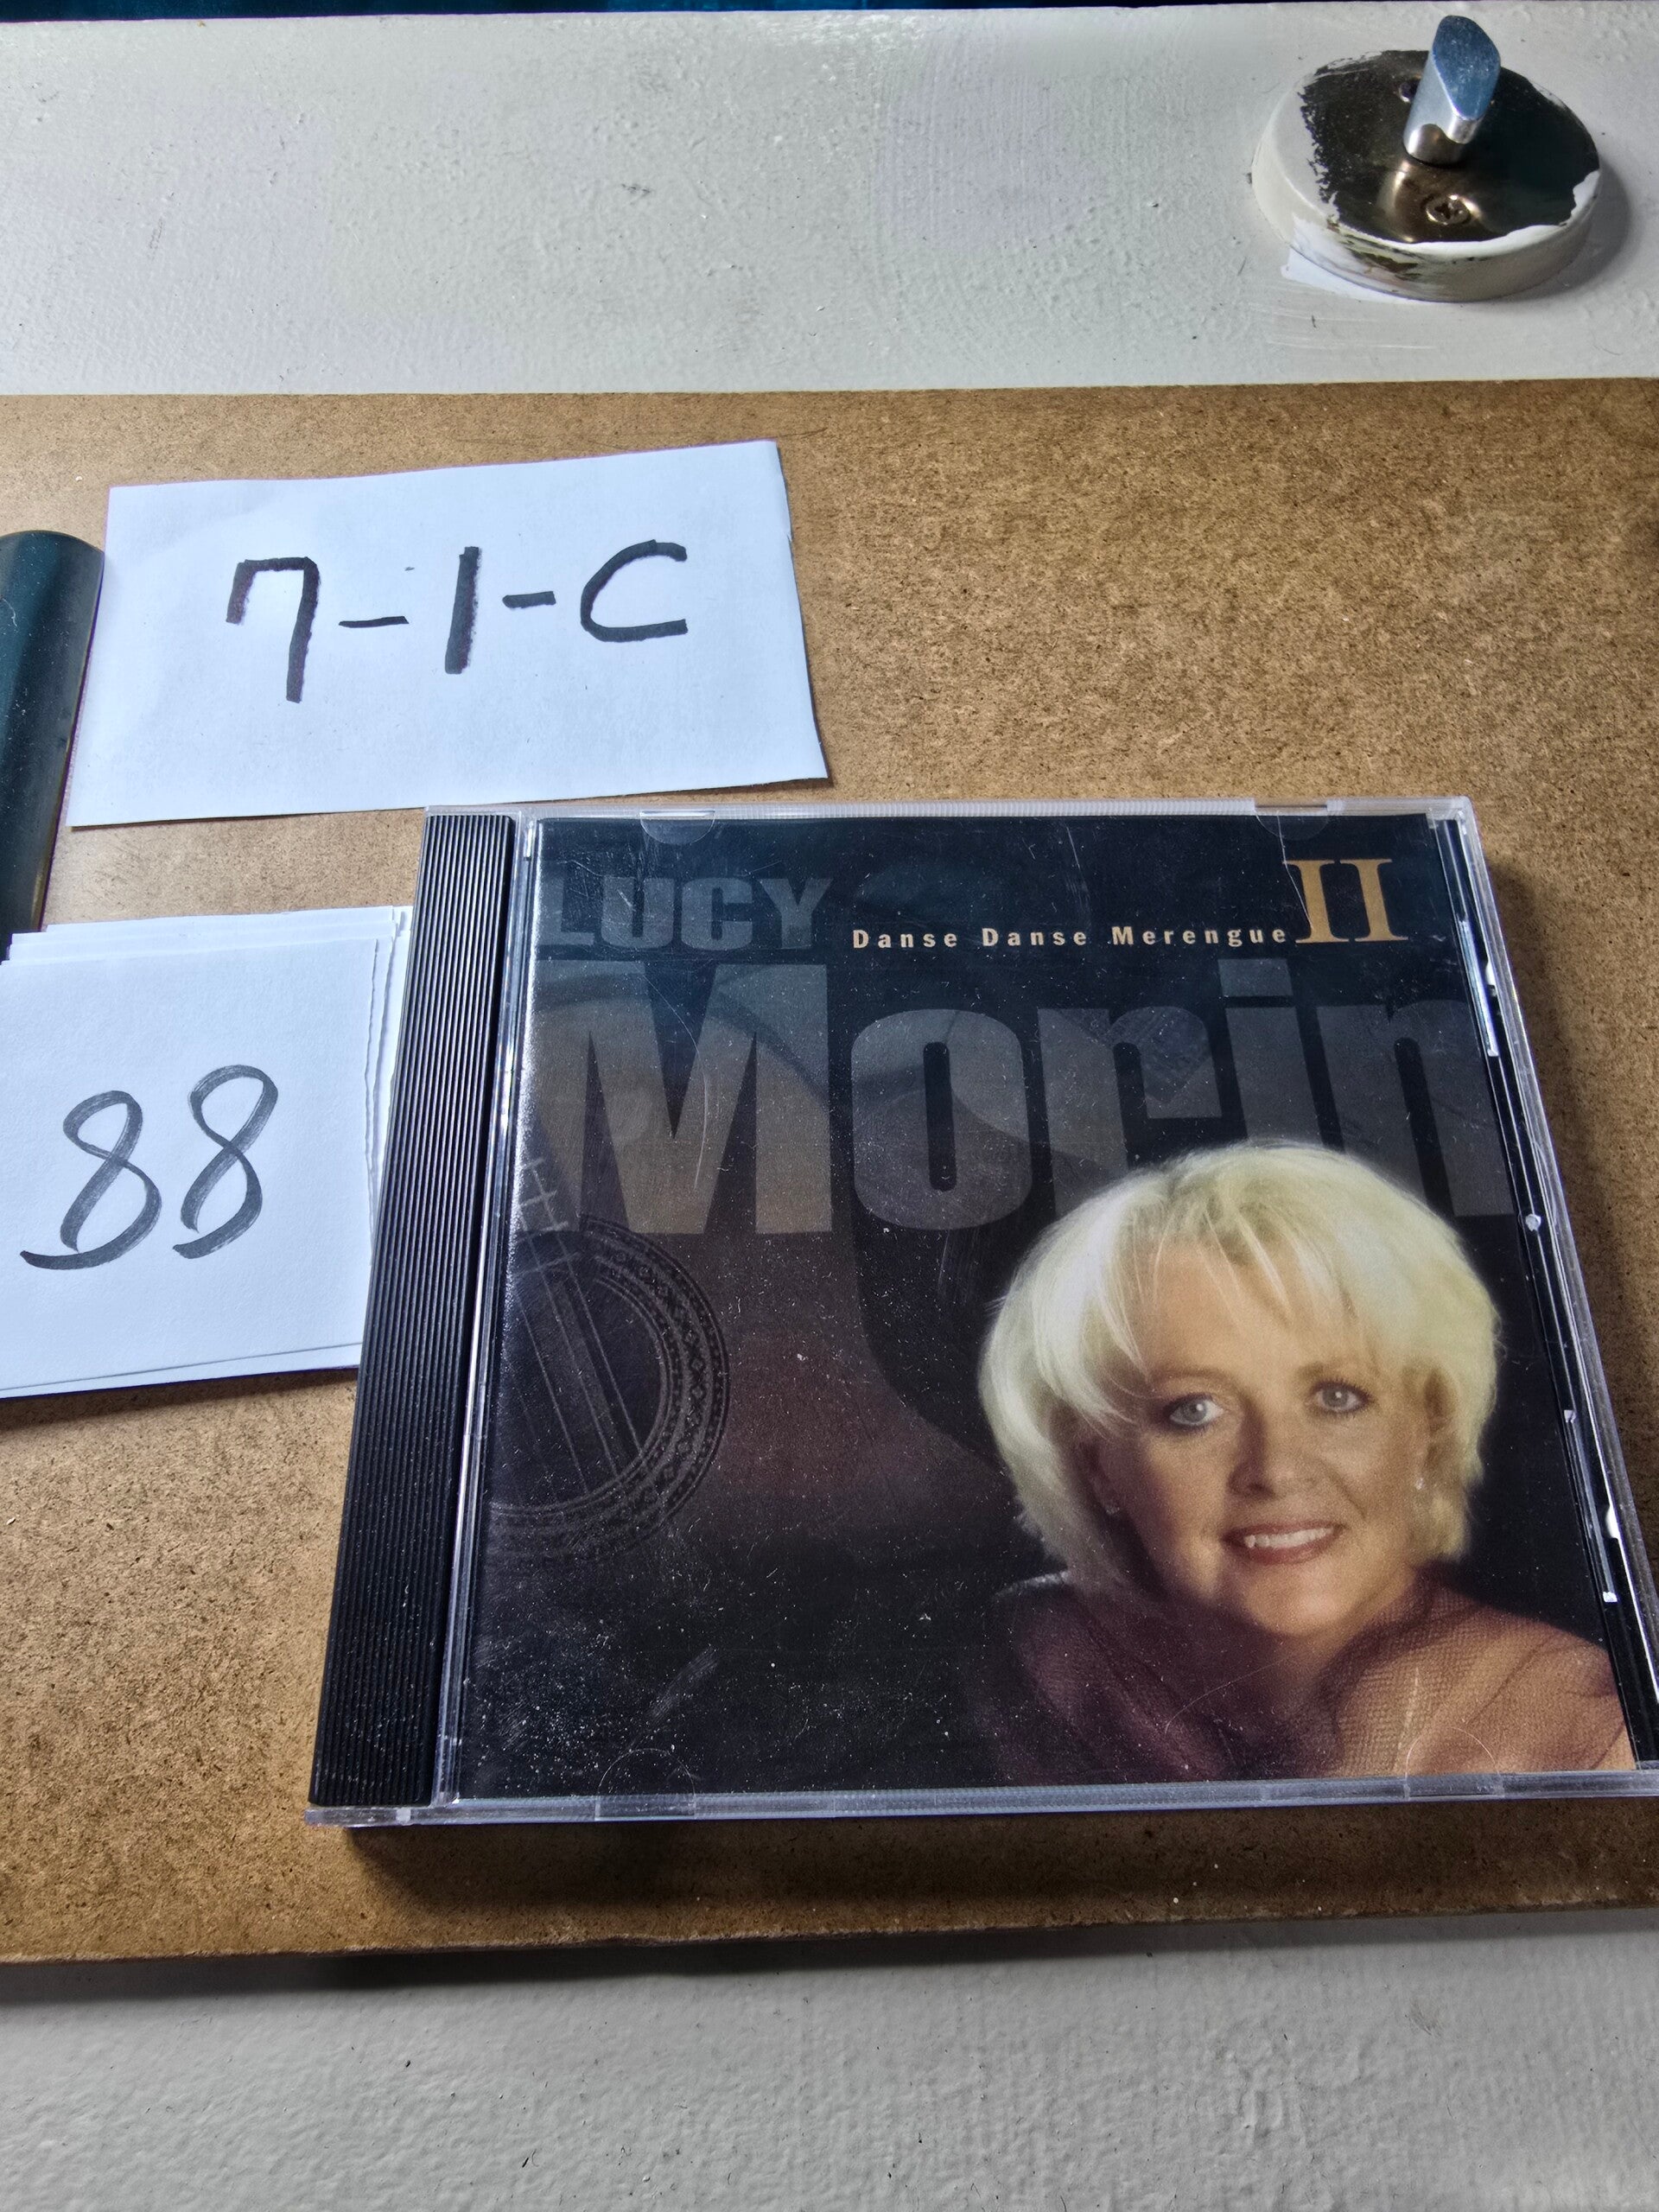 7-1-C
88
LUCY
Danse Danse Merengue II
Morin